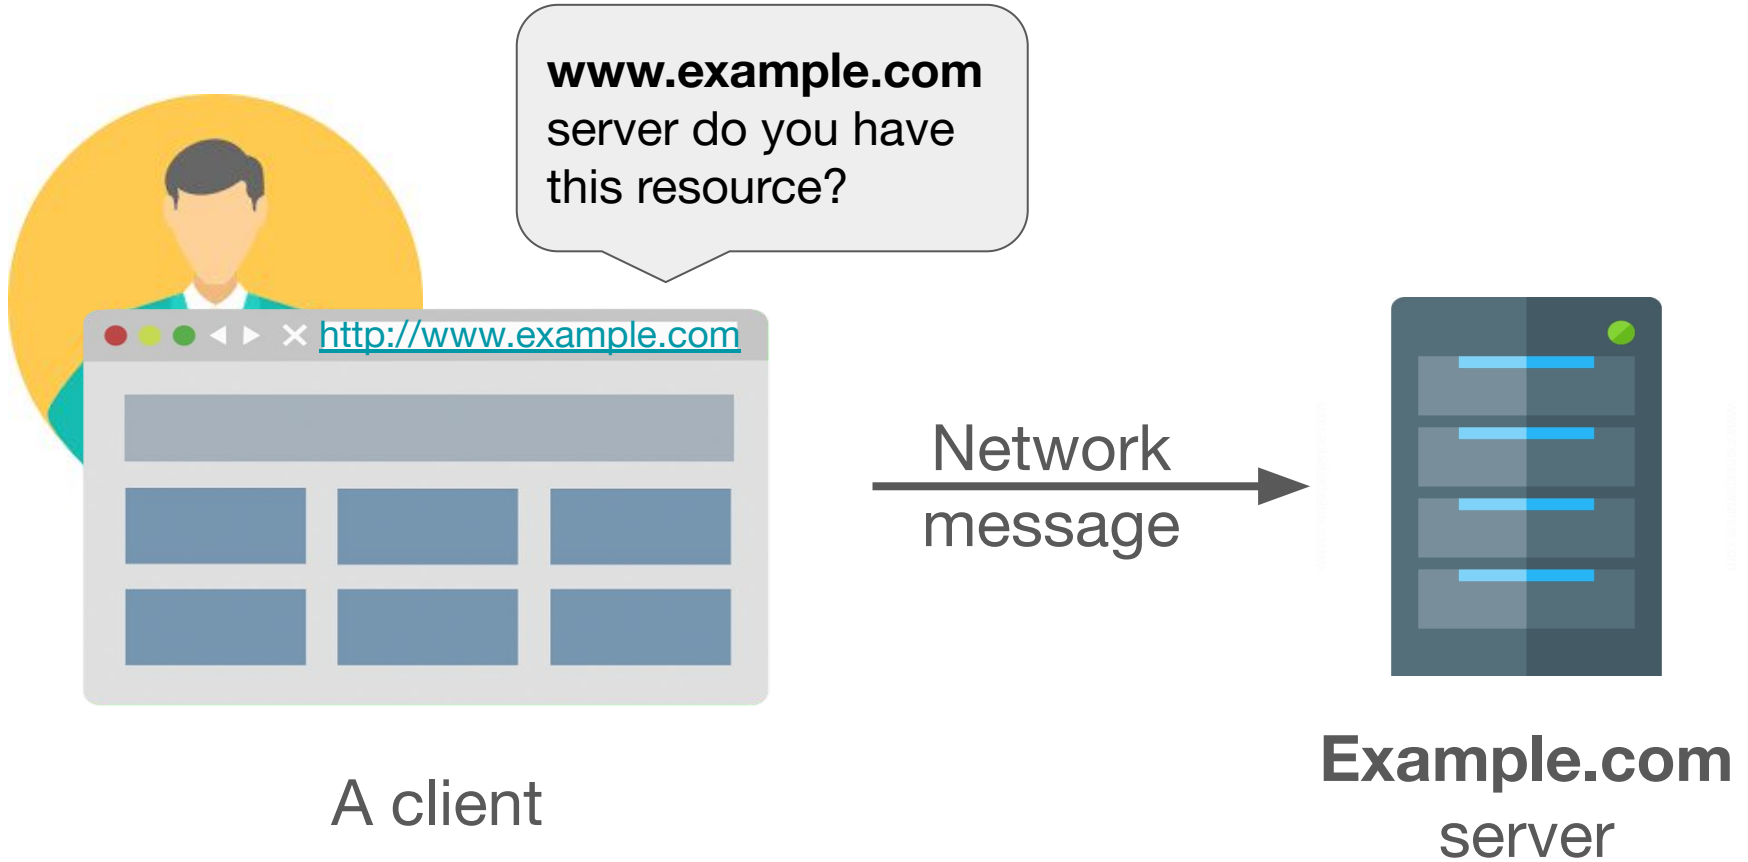 www.example.com
server do you have
this resource?
http://www.example.com
Network
message
A client
Example.com
server